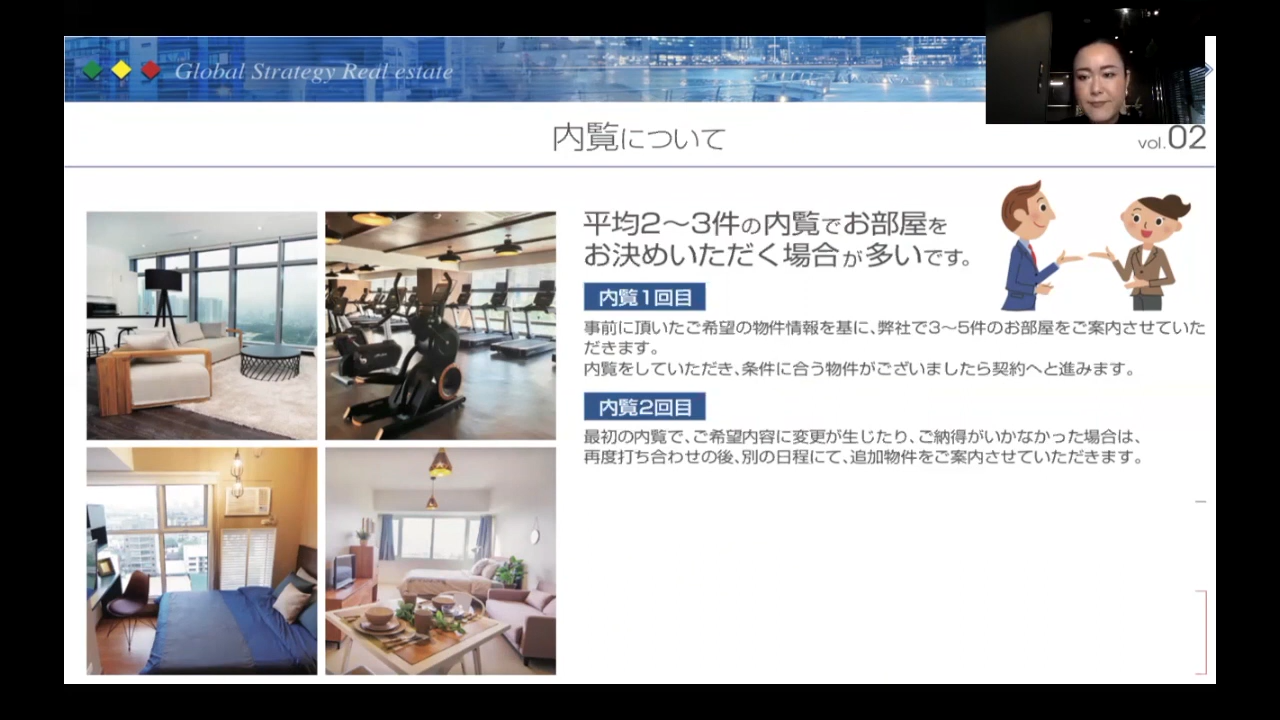 Global Strategy Real estate
内覧について
vol.02
平均2〜3件の内覧でお部屋を
お決めいただく場合が多いです。
内覧1回目
事前に頂いたご希望の物件情報を基に、弊社で3〜5件のお部屋をご案内させていた
だきます。
内覧をしていただき、条件に合う物件がございましたら契約へと進みます。
内覧2回目
最初の内覧で、ご希望内容に変更が生じたり、ご納得がいかなかった場合は、
再度打ち合わせの後、別の日程にて、追加物件をご案内させていただきます。